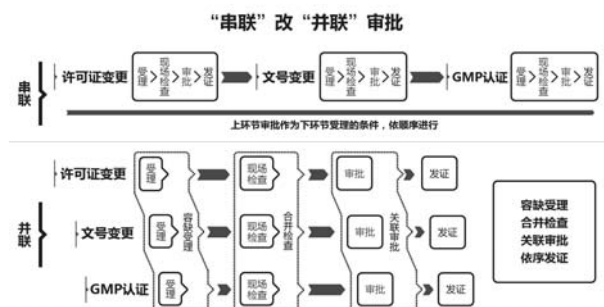 “串联”改“并联”审批
串联
许可证变更 受理>现场检查>审批>发证 文号变更 受理>现场检查>审批>发证 GMP认证 受理>现场检查>审批>发证
上环节审批作为下环节受理的条件，依顺序进行
并联
许可证变更 受理 现场检查 审批 发证
文号变更 受理 容缺受理 现场检查 合并检查 审批 关联审批 发证
GMP认证 受理 现场检查 审批 发证
容缺受理
合并检查
关联审批
依序发证